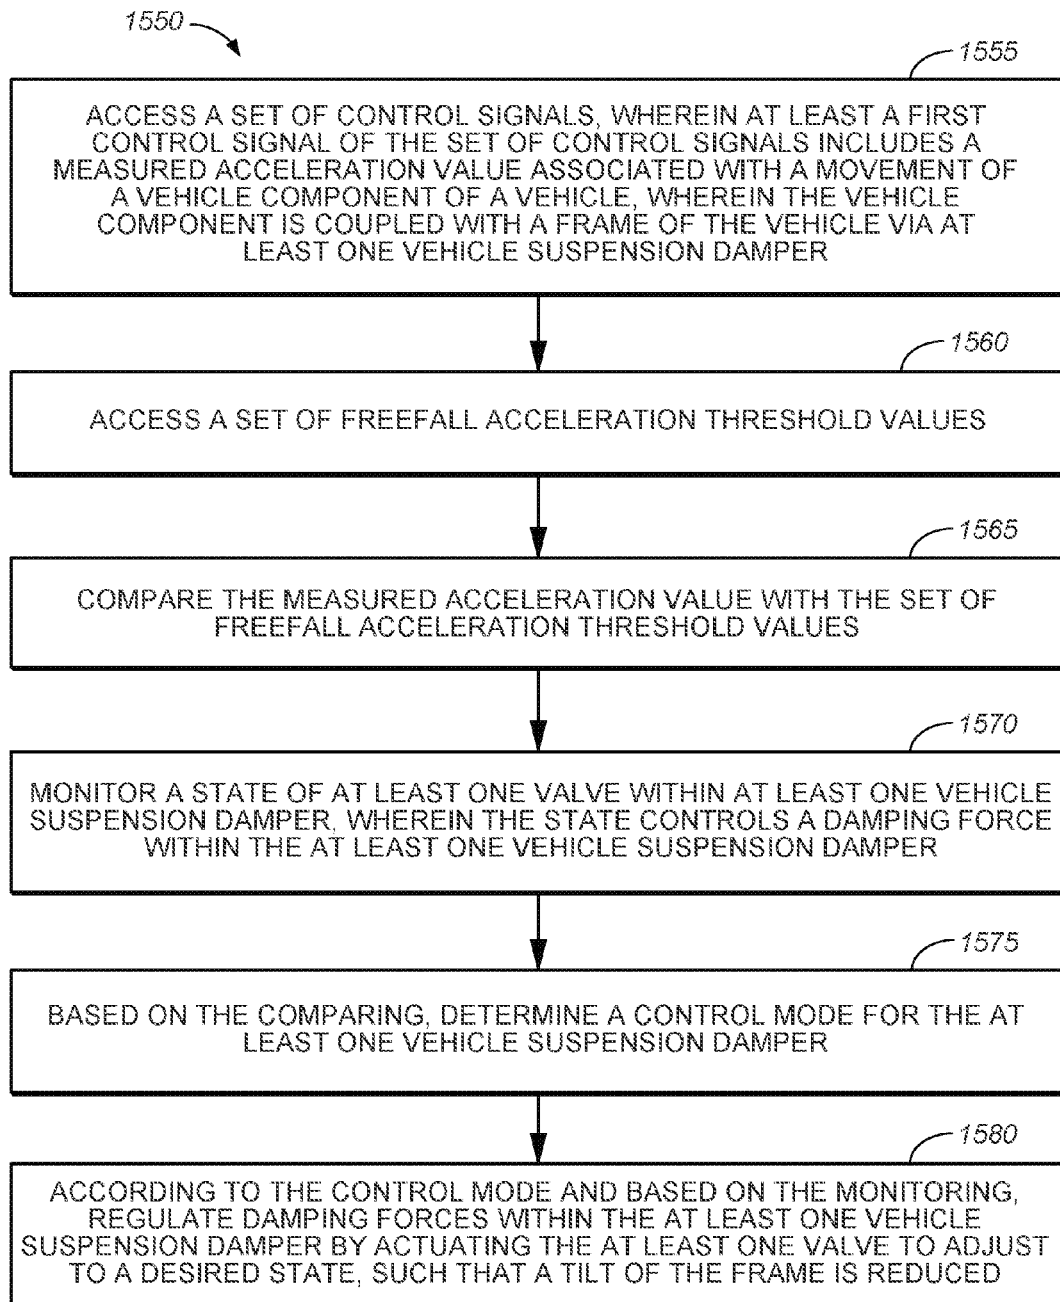 1550
1555
ACCESS A SET OF CONTROL SIGNALS, WHEREIN AT LEAST A FIRST
CONTROL SIGNAL OF THE SET OF CONTROL SIGNALS INCLUDES A
MEASURED ACCELERATION VALUE ASSOCIATED WITH A MOVEMENT OF
A VEHICLE COMPONENT OF A VEHICLE, WHEREIN THE VEHICLE
COMPONENT IS COUPLED WITH A FRAME OF THE VEHICLE VIA AT
LEAST ONE VEHICLE SUSPENSION DAMPER
1560
ACCESS A SET OF FREEFALL ACCELERATION THRESHOLD VALUES
1565
COMPARE THE MEASURED ACCELERATION VALUE WITH THE SET OF
FREEFALL ACCELERATION THRESHOLD VALUES
1570
MONITOR A STATE OF AT LEAST ONE VALVE WITHIN AT LEAST ONE VEHICLE
SUSPENSION DAMPER, WHEREIN THE STATE CONTROLS A DAMPING FORCE
WITHIN THE AT LEAST ONE VEHICLE SUSPENSION DAMPER
1575
BASED ON THE COMPARING, DETERMINE A CONTROL MODE FOR THE AT
LEAST ONE VEHICLE SUSPENSION DAMPER
1580
ACCORDING TO THE CONTROL MODE AND BASED ON THE MONITORING,
REGULATE DAMPING FORCES WITHIN THE AT LEAST ONE VEHICLE
SUSPENSION DAMPER BY ACTUATING THE AT LEAST ONE VALVE TO ADJUST
TO A DESIRED STATE, SUCH THAT A TILT OF THE FRAME IS REDUCED